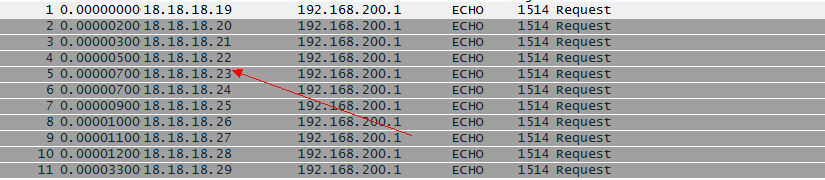 1 0.00000000 18.18.18.19 192.168.200.1 ECHO 1514 Request
2 0.00000200 18.18.18.20 192.168.200.1 ECHO 1514 Request
3 0.00000300 18.18.18.21 192.168.200.1 ECHO 1514 Request
4 0.00000500 18.18.18.22 192.168.200.1 ECHO 1514 Request
5 0.00000700 18.18.18.23 192.168.200.1 ECHO 1514 Request
6 0.00000700 18.18.18.24 192.168.200.1 ECHO 1514 Request
7 0.00000900 18.18.18.25 192.168.200.1 ECHO 1514 Request
8 0.00001000 18.18.18.26 192.168.200.1 ECHO 1514 Request
9 0.00001100 18.18.18.27 192.168.200.1 ECHO 1514 Request
10 0.00001200 18.18.18.28 192.168.200.1 ECHO 1514 Request
11 0.00003300 18.18.18.29 192.168.200.1 ECHO 1514 Request